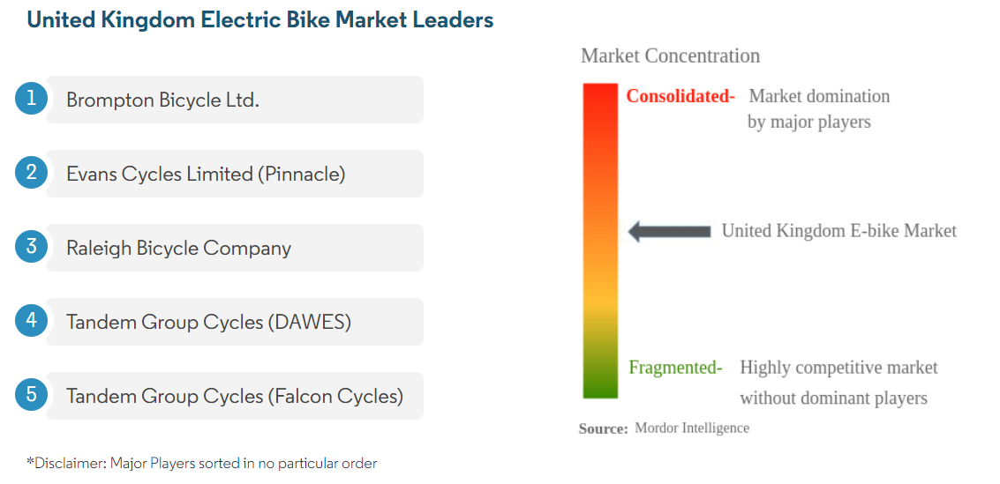 United Kingdom Electric Bike Market Leaders
1 Brompton Bicycle Ltd.
2 Evans Cycles Limited (Pinnacle)
3 Raleigh Bicycle Company
4 Tandem Group Cycles (DAWES)
5 Tandem Group Cycles (Falcon Cycles)
*Disclaimer: Major Players sorted in no particular order
Market Concentration
Consolidated- Market domination
by major players
United Kingdom E-bike Market
Fragmented- Highly competitive market
without dominant players
Source: Mordor Intelligence